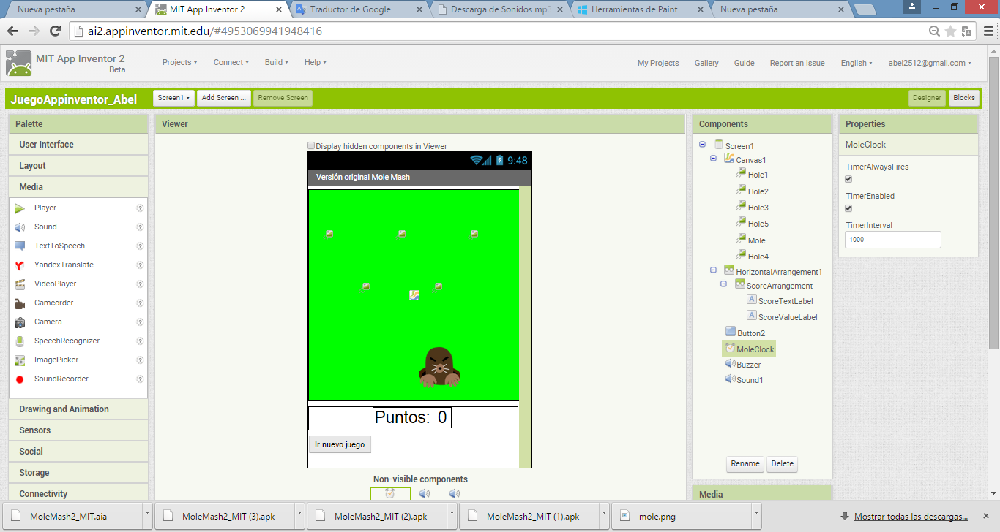 Nueva pestaña
MIT App Inventor 2
Traductor de Google
Descarga de Sonidos mp3
Herramientas de Paint
Nueva pestaña
ai2.appinventor.mit.edu/#4953069941948416
MIT App Inventor 2
Beta
Projects
Connect
Build
Help
My Projects
Gallery
Guide
Report an Issue
English
abel2512@gmail.com
JuegoAppinventor_Abel
Screen1
Add Screen ...
Remove Screen
Designer
Blocks
Palette
User Interface
Layout
Media
Player
Sound
TextToSpeech
YandexTranslate
VideoPlayer
Camcorder
Camera
SpeechRecognizer
ImagePicker
SoundRecorder
Drawing and Animation
Sensors
Social
Storage
Connectivity
Viewer
Display hidden components in Viewer
9:48
Versión original Mole Mash
Puntos: 0
Ir nuevo juego
Non-visible components
Components
Screen1
Canvas1
Hole1
Hole2
Hole3
Hole5
Mole
Hole4
HorizontalArrangement1
ScoreArrangement
ScoreTextLabel
ScoreValueLabel
Button2
MoleClock
Buzzer
Sound1
Rename
Delete
Media
Properties
MoleClock
TimerAlwaysFires
TimerEnabled
TimerInterval
1000
MoleMash2_MIT.aia
MoleMash2_MIT (3).apk
MoleMash2_MIT (2).apk
MoleMash2_MIT (1).apk
mole.png
Mostrar todas las descargas...